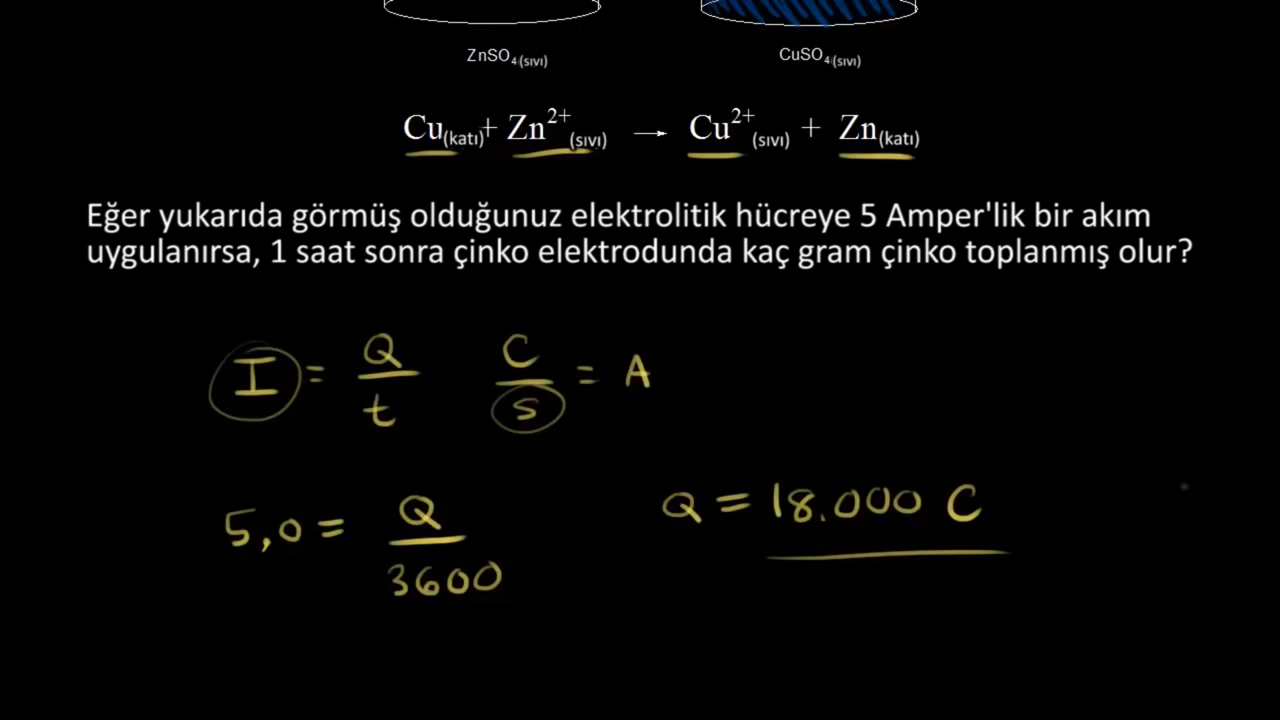 ZnSO4(sıvı) CuSO4(sıvı)
Cu(katı)+ Zn2+(sıvı) → Cu2+(sıvı) + Zn(katı)
Eğer yukarıda görmüş olduğunuz elektrolitik hücreye 5 Amper'lik bir akım
uygulanırsa, 1 saat sonra çinko elektrodunda kaç gram çinko toplanmış olur?
I = Q/t C/s = A
5,0 = Q/3600 Q = 18.000 C